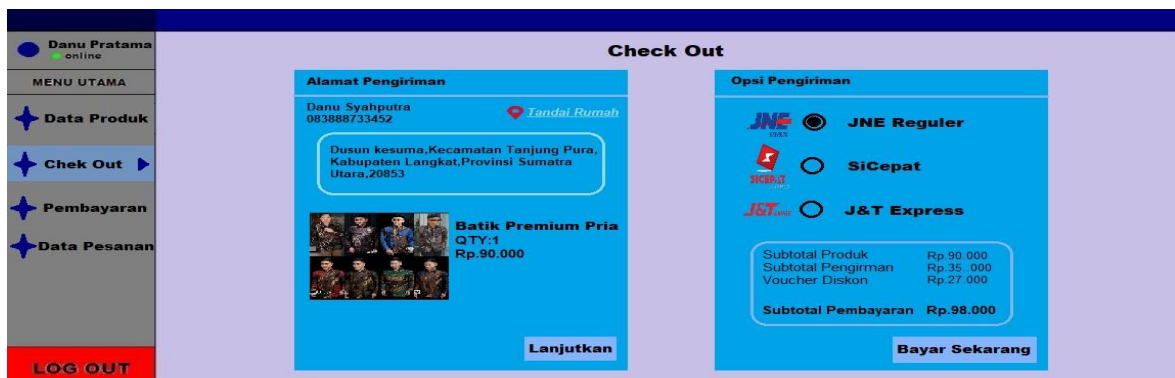 Danu Pratama
online
MENU UTAMA
Data Produk
Chek Out
Pembayaran
Data Pesanan
LOG OUT
Check Out
Alamat Pengiriman
Danu Syahputra
083888733452
Tandai Rumah
Dusun kesuma,Kecamatan Tanjung Pura,
Kabupaten Langkat,Provinsi Sumatra
Utara,20853
Batik Premium Pria
QTY:1
Rp.90.000
Lanjutkan
Opsi Pengiriman
JNE
JNE Reguler
SICEPAT
SiCepat
J&T
J&T Express
Subtotal Produk Rp.90.000
Subtotal Pengirman Rp.35..000
Voucher Diskon Rp.27.000
Subtotal Pembayaran Rp.98.000
Bayar Sekarang